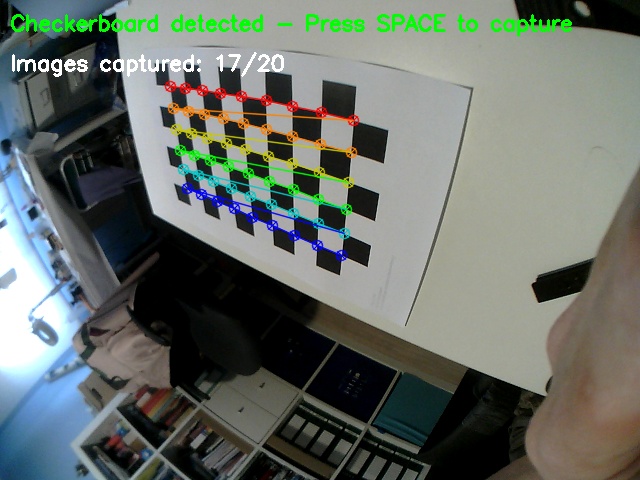 Checkerboard detected - Press SPACE to capture
Images captured: 17/20